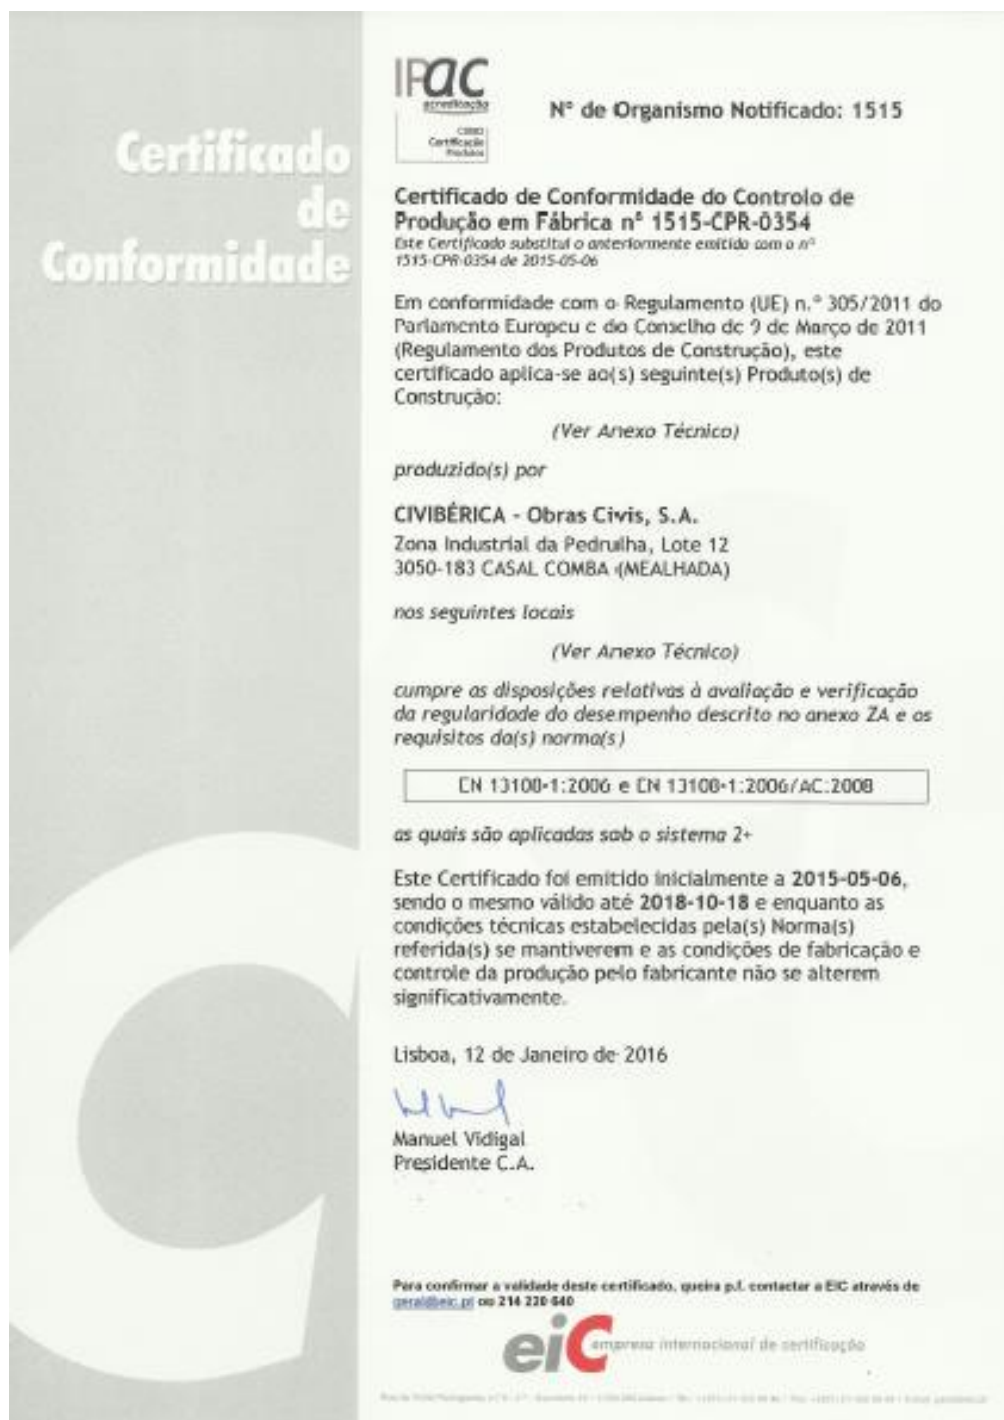 Certificado
de
Conformidade
IPac
acreditação
Certificação
Produtos
Nº de Organismo Notificado: 1515
Certificado de Conformidade do Controlo de
Produção em Fábrica nº 1515-CPR-0354
Este Certificado substitui o anteriormente emitido com o nº
1515-CPR-0354 de 2015-05-06
Em conformidade com o Regulamento (UE) n.º 305/2011 do
Parlamento Europeu e do Conselho de 9 de Março de 2011
(Regulamento dos Produtos de Construção), este
certificado aplica-se ao(s) seguinte(s) Produto(s) de
Construção:
(Ver Anexo Técnico)
produzido(s) por
CIVIBÉRICA - Obras Civis, S.A.
Zona Industrial da Pedrulha, Lote 12
3050-183 CASAL COMBA (MEALHADA)
nos seguintes locais
(Ver Anexo Técnico)
cumpre as disposições relativas à avaliação e verificação
da regularidade do desempenho descrito no anexo ZA e os
requisitos da(s) norma(s)
EN 13108-1:2006 e EN 13108-1:2006/AC:2008
as quais são aplicadas sob o sistema 2+
Este Certificado foi emitido inicialmente a 2015-05-06,
sendo o mesmo válido até 2018-10-18 e enquanto as
condições técnicas estabelecidas pela(s) Norma(s)
referida(s) se mantiverem e as condições de fabricação e
controle da produção pelo fabricante não se alterem
significativamente.
Lisboa, 12 de Janeiro de 2016
Manuel Vidigal
Presidente C.A.
Para confirmar a validade deste certificado, queira p.f. contactar a EIC através de
geral@eic.pt ou 214 220 640
eiC empresa internacional de certificação